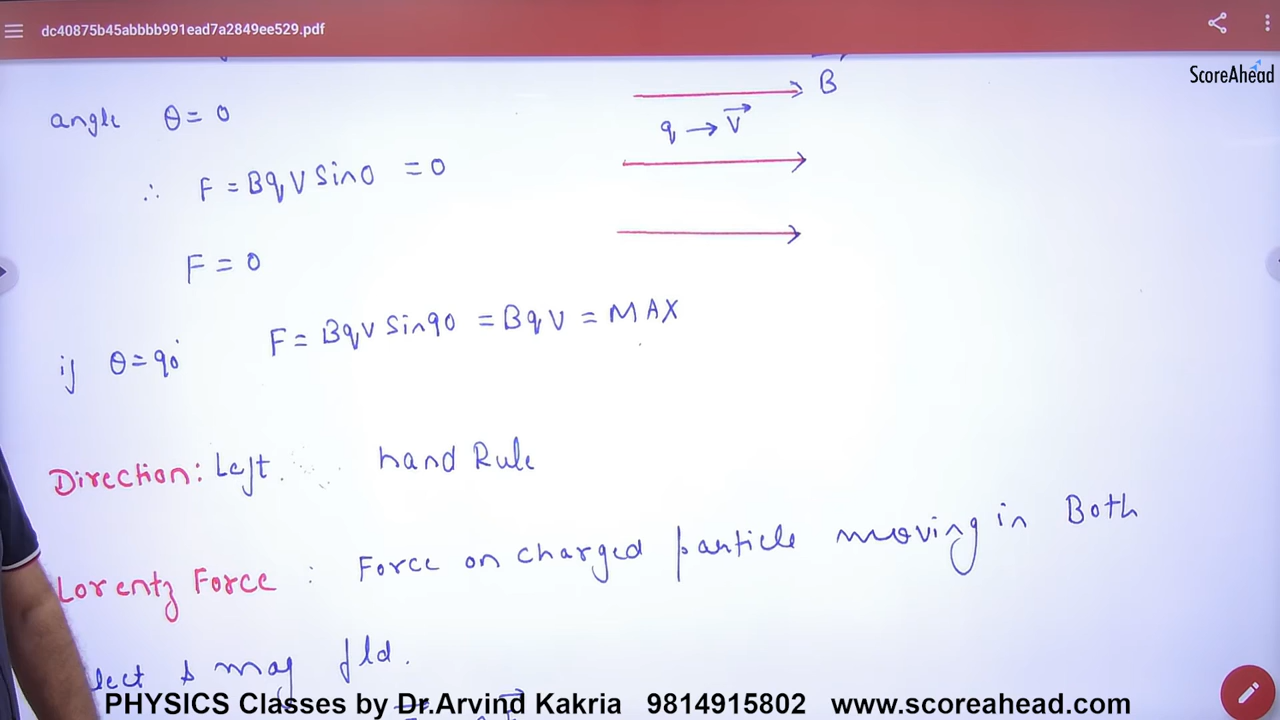 dc40875b45abbbb991ead7a2849ee529.pdf
ScoreAhead
B
angle θ = 0
q → V
∴ F = BqV Sin0 = 0
F = 0
if θ = 90° F = BqV Sin90 = BqV = MAX
Direction: Left hand Rule
Lorentz Force : Force on charged particle moving in Both
lect & mag fld.
PHYSICS Classes by Dr.Arvind Kakria 9814915802 www.scoreahead.com